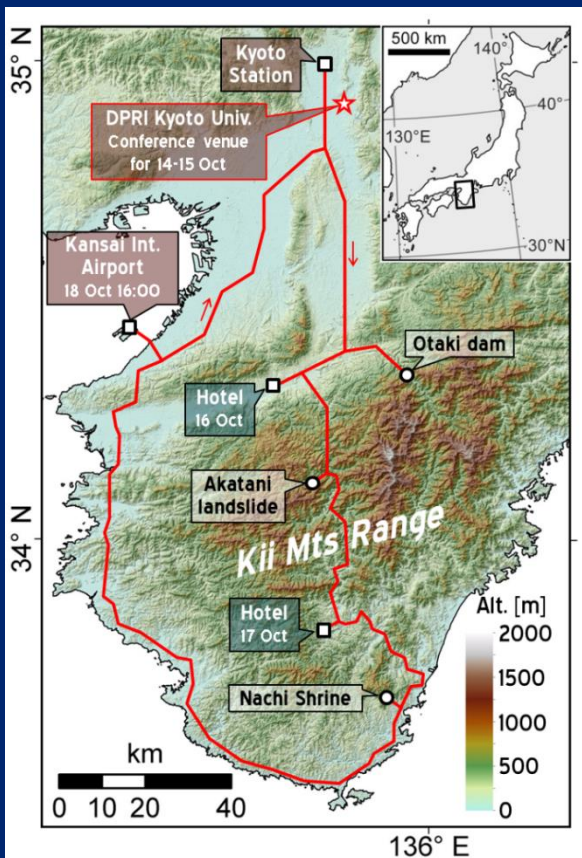 35° N
Kyoto
Station
500 km
140°
40°
130°E
30°N
DPRI Kyoto Univ.
Conference venue
for 14-15 Oct
Kansai Int.
Airport
18 Oct 16:00
Otaki dam
Hotel
16 Oct
Akatani
landslide
34° N
Kii Mts Range
Hotel
17 Oct
Alt. [m]
2000
1500
1000
500
0
Nachi Shrine
km
0 10 20 40
136° E